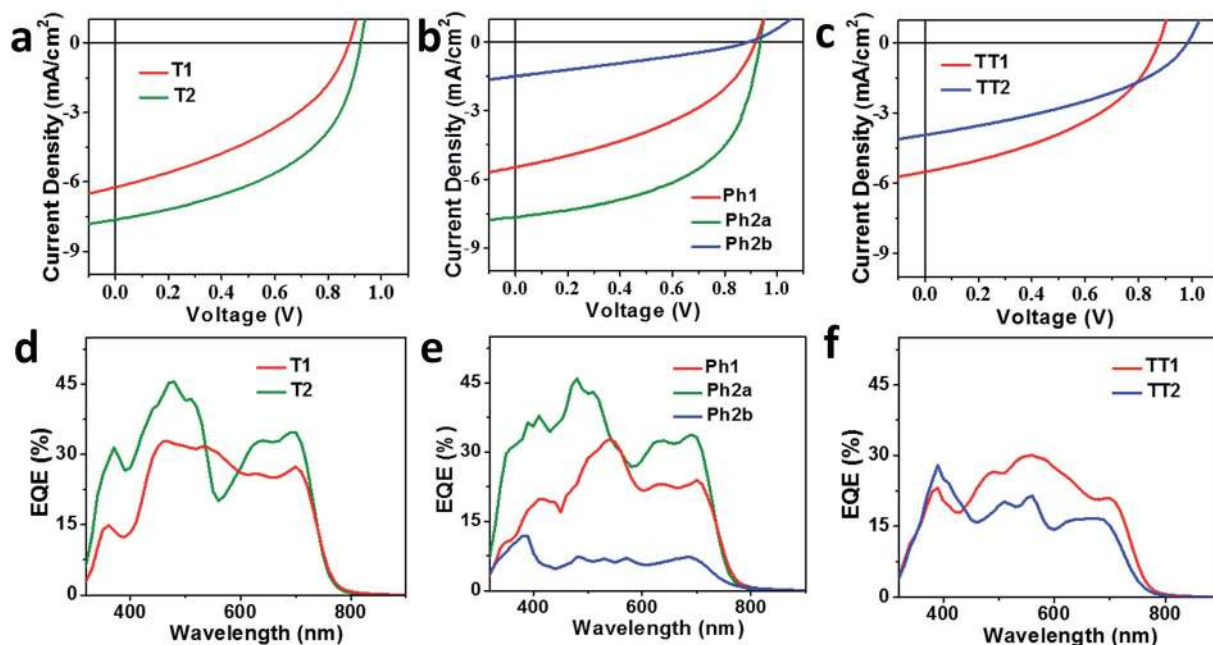 a
T1
T2
Current Density (mA/cm²)
0
-3
-6
-9
0.0 0.2 0.4 0.6 0.8 1.0
Voltage (V)
b
Ph1
Ph2a
Ph2b
Current Density (mA/cm²)
0
-3
-6
-9
0.0 0.2 0.4 0.6 0.8 1.0
Voltage (V)
c
TT1
TT2
Current Density (mA/cm²)
0
-3
-6
-9
0.0 0.2 0.4 0.6 0.8 1.0
Voltage (V)
d
T1
T2
EQE (%)
45
30
15
0
400 600 800
Wavelength (nm)
e
Ph1
Ph2a
Ph2b
EQE (%)
45
30
15
0
400 600 800
Wavelength (nm)
f
TT1
TT2
EQE (%)
45
30
15
0
400 600 800
Wavelength (nm)